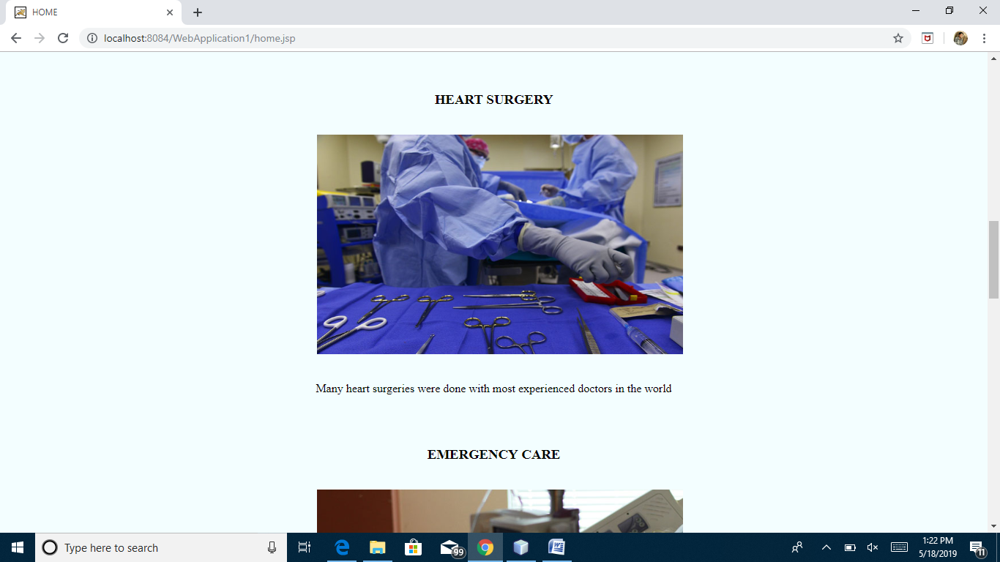 HOME
localhost:8084/WebApplication1/home.jsp
HEART SURGERY
Many heart surgeries were done with most experienced doctors in the world
EMERGENCY CARE
Type here to search
99
1:22 PM
5/18/2019
11